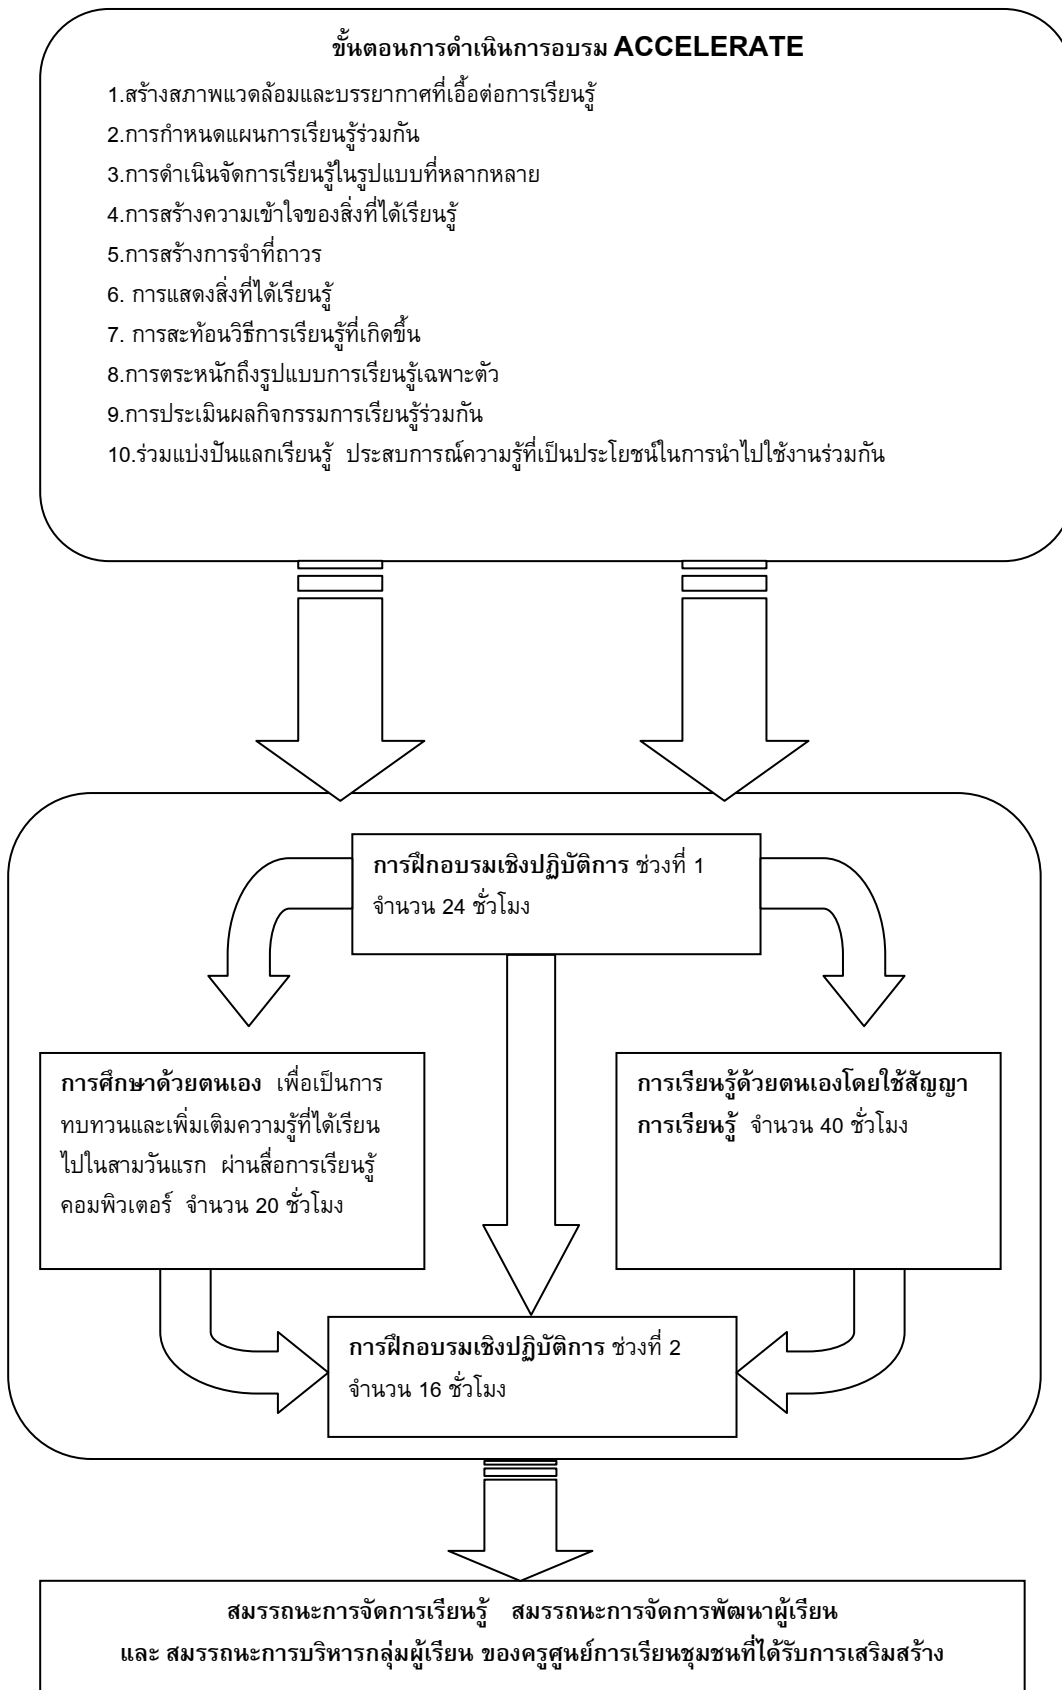 ขั้นตอนการดำเนินการอบรม ACCELERATE
1.สร้างสภาพแวดล้อมและบรรยากาศที่เอื้อต่อการเรียนรู้
2.การกำหนดแผนการเรียนรู้ร่วมกัน
3.การดำเนินจัดการเรียนรู้ในรูปแบบที่หลากหลาย
4.การสร้างความเข้าใจของสิ่งที่ได้เรียนรู้
5.การสร้างการจำที่ถาวร
6. การแสดงสิ่งที่ได้เรียนรู้
7. การสะท้อนวิธีการเรียนรู้ที่เกิดขึ้น
8.การตระหนักถึงรูปแบบการเรียนรู้เฉพาะตัว
9.การประเมินผลกิจกรรมการเรียนรู้ร่วมกัน
10.ร่วมแบ่งปันแลกเรียนรู้ ประสบการณ์ความรู้ที่เป็นประโยชน์ในการนำไปใช้งานร่วมกัน
การฝึกอบรมเชิงปฏิบัติการ ช่วงที่ 1
จำนวน 24 ชั่วโมง
การศึกษาด้วยตนเอง เพื่อเป็นการ
ทบทวนและเพิ่มเติมความรู้ที่ได้เรียน
ไปในสามวันแรก ผ่านสื่อการเรียนรู้
คอมพิวเตอร์ จำนวน 20 ชั่วโมง
การเรียนรู้ด้วยตนเองโดยใช้สัญญา
การเรียนรู้ จำนวน 40 ชั่วโมง
การฝึกอบรมเชิงปฏิบัติการ ช่วงที่ 2
จำนวน 16 ชั่วโมง
สมรรถนะการจัดการเรียนรู้ สมรรถนะการจัดการพัฒนาผู้เรียน
และ สมรรถนะการบริหารกลุ่มผู้เรียน ของครูศูนย์การเรียนชุมชนที่ได้รับการเสริมสร้าง